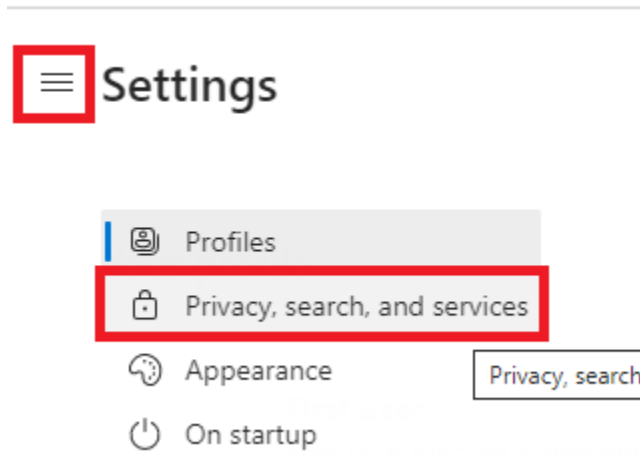 Settings
Profiles
Privacy, search, and services
Appearance
Privacy, search
On startup